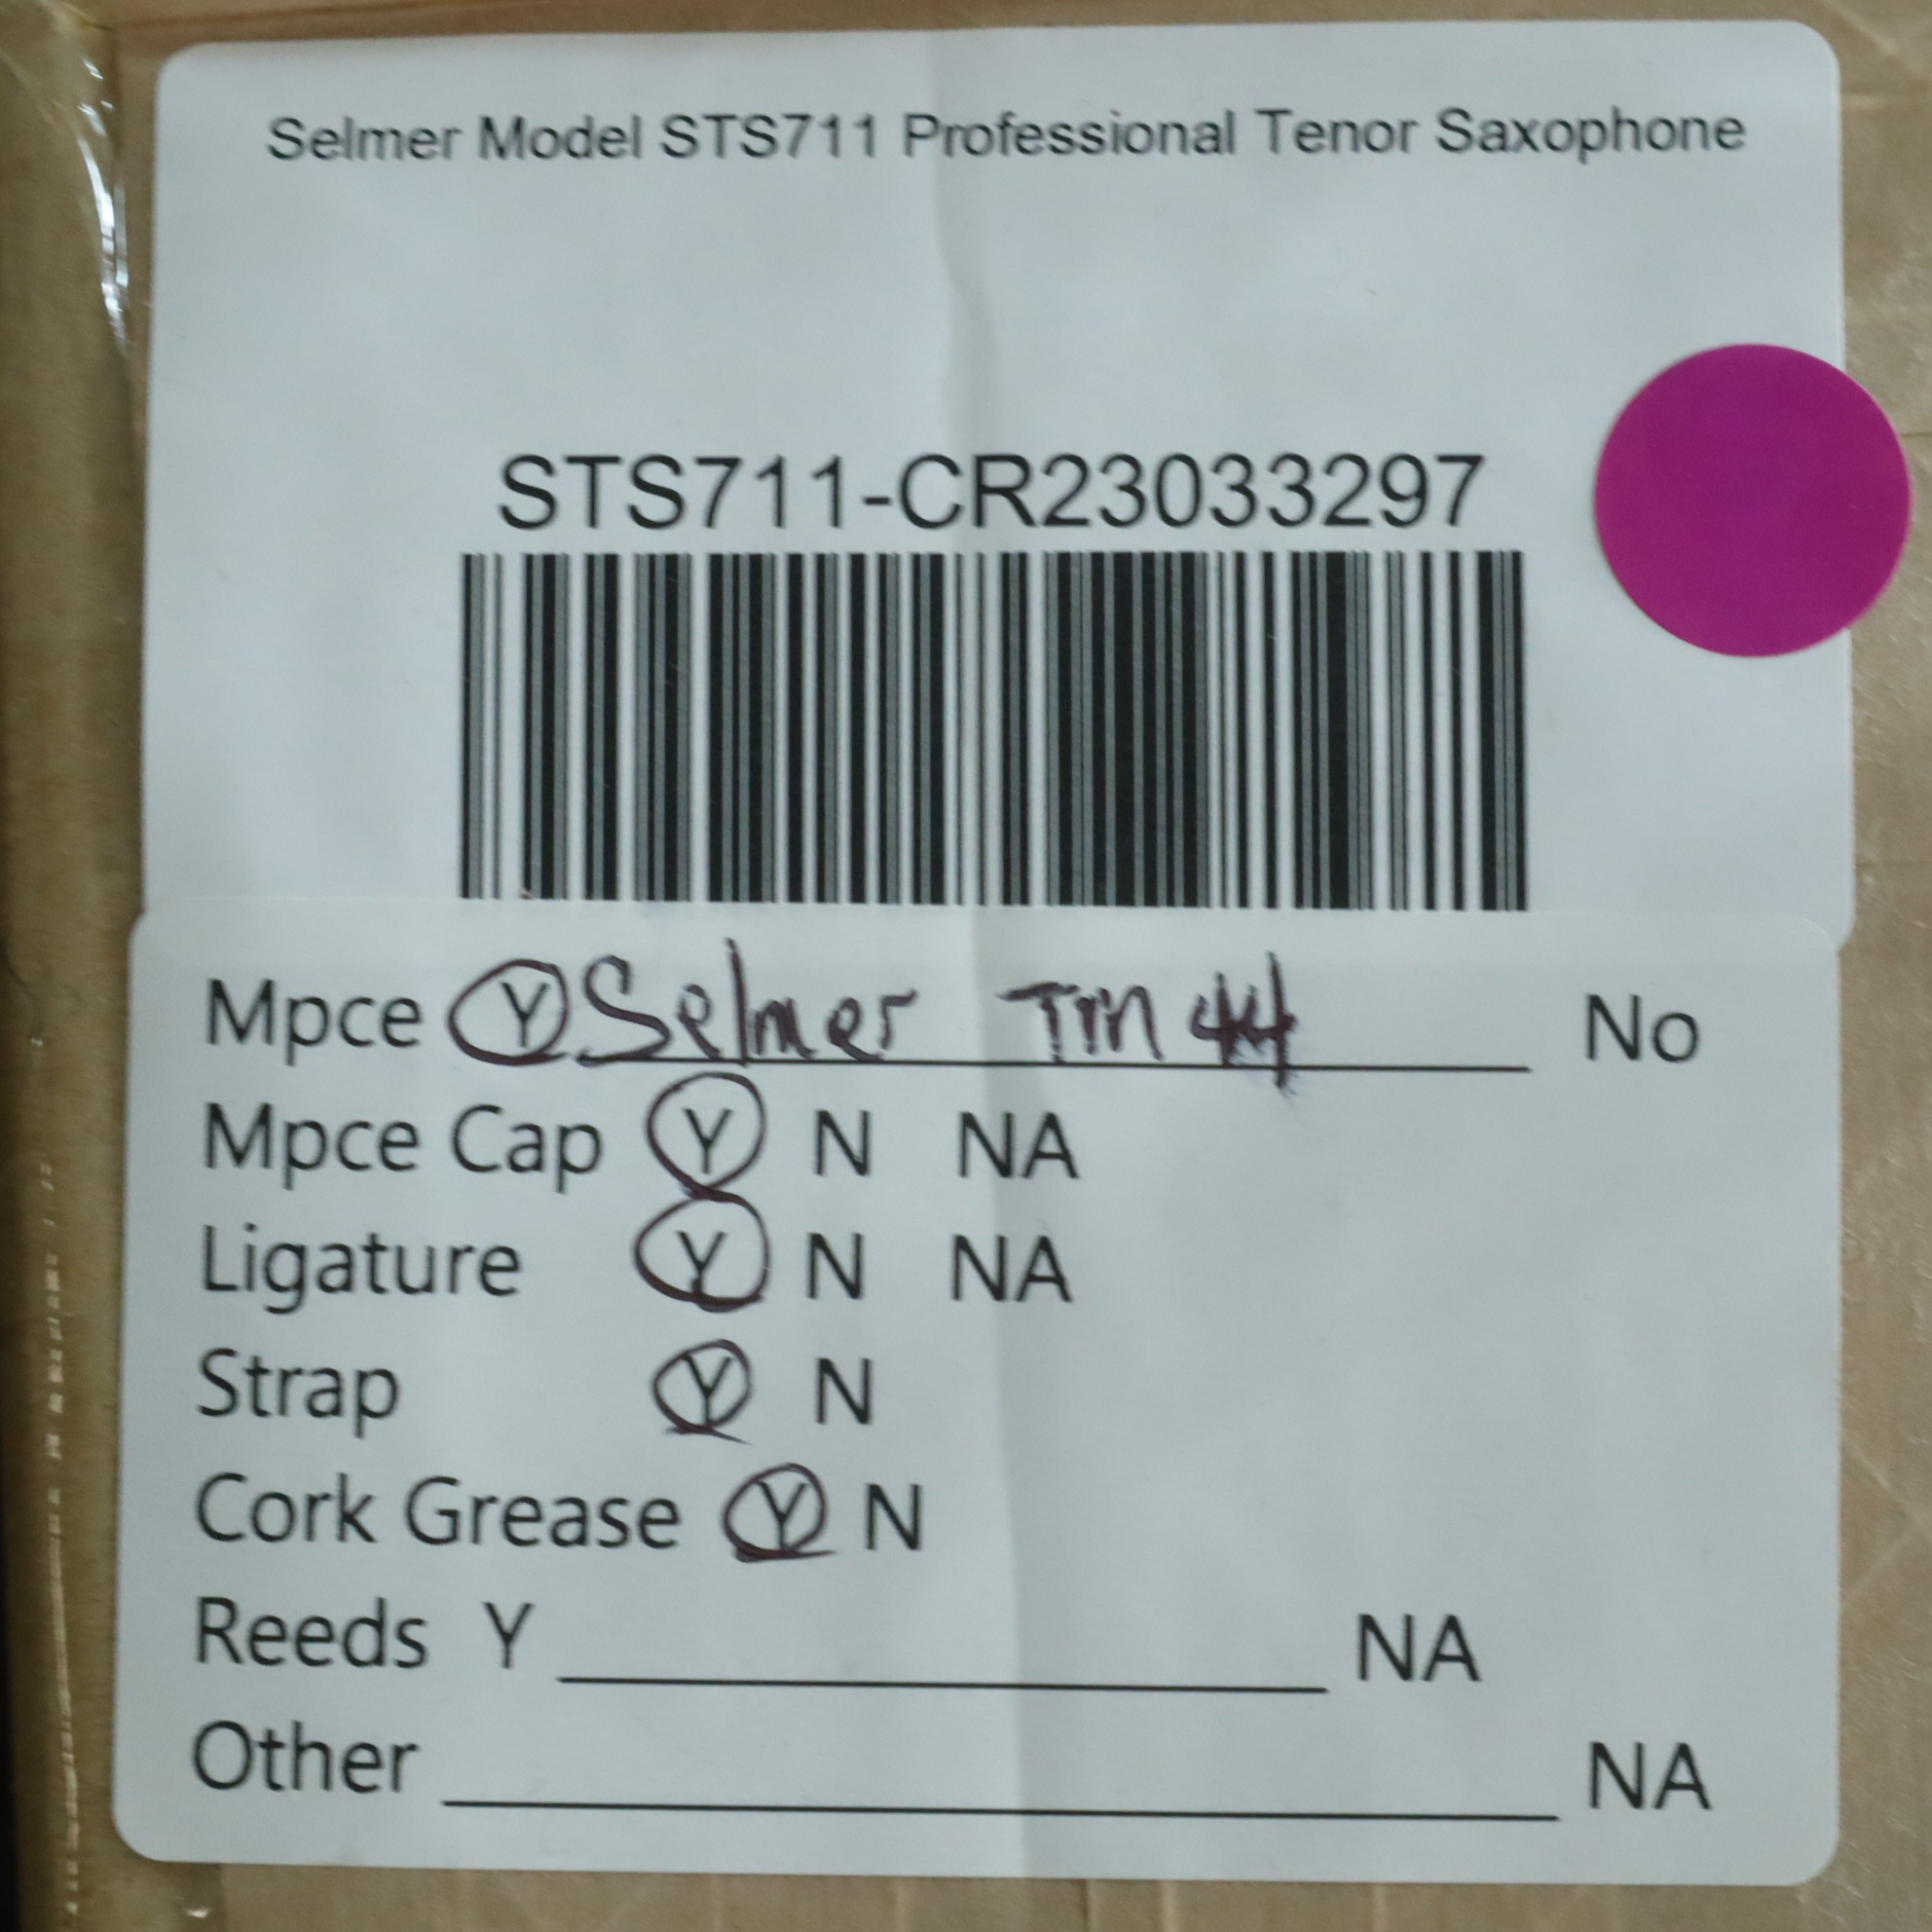 Selmer Model STS711 Professional Tenor Saxophone
STS711-CR23033297
Mpce Y Selmer No
Mpce Cap Y N NA
Ligature Y N NA
Strap Y N
Cork Grease Y N
Reeds Y NA
Other NA